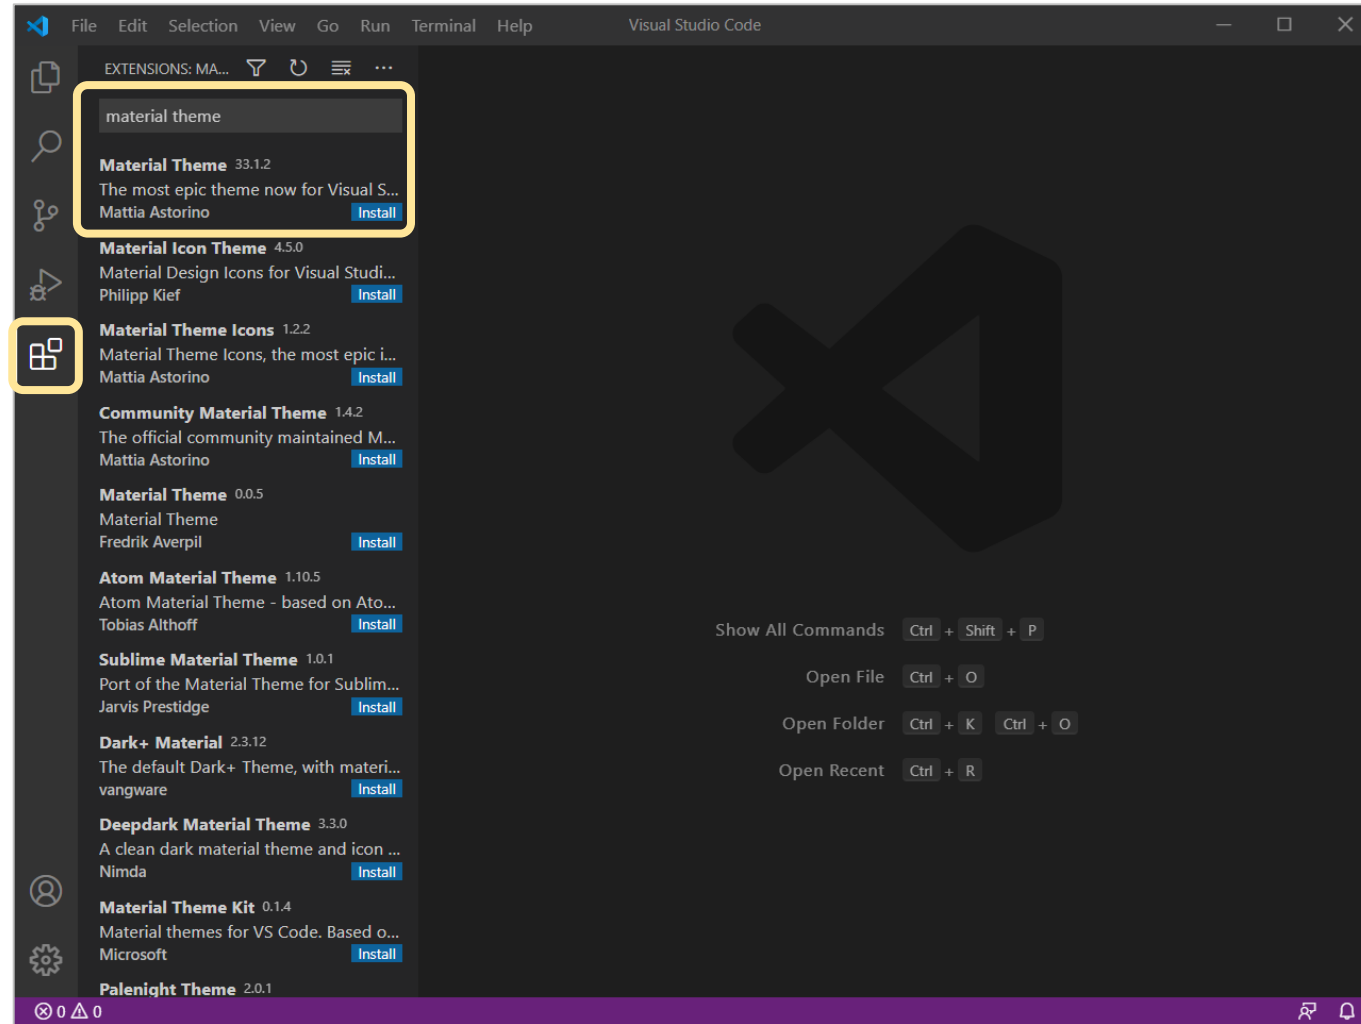 File Edit Selection View Go Run Terminal Help Visual Studio Code
EXTENSIONS: MA...
material theme
Material Theme 33.1.2
The most epic theme now for Visual S...
Mattia Astorino Install
Material Icon Theme 4.5.0
Material Design Icons for Visual Studi...
Philipp Kief Install
Material Theme Icons 1.2.2
Material Theme Icons, the most epic i...
Mattia Astorino Install
Community Material Theme 1.4.2
The official community maintained M...
Mattia Astorino Install
Material Theme 0.0.5
Material Theme
Fredrik Averpil Install
Atom Material Theme 1.10.5
Atom Material Theme - based on Ato...
Tobias Althoff Install
Sublime Material Theme 1.0.1
Port of the Material Theme for Sublim...
Jarvis Prestidge Install
Dark+ Material 2.3.12
The default Dark+ Theme, with materi...
vangware Install
Deepdark Material Theme 3.3.0
A clean dark material theme and icon ...
Nimda Install
Material Theme Kit 0.1.4
Material themes for VS Code. Based o...
Microsoft Install
Palenight Theme 2.0.1
Show All Commands Ctrl + Shift + P
Open File Ctrl + O
Open Folder Ctrl + K Ctrl + O
Open Recent Ctrl + R
0 0